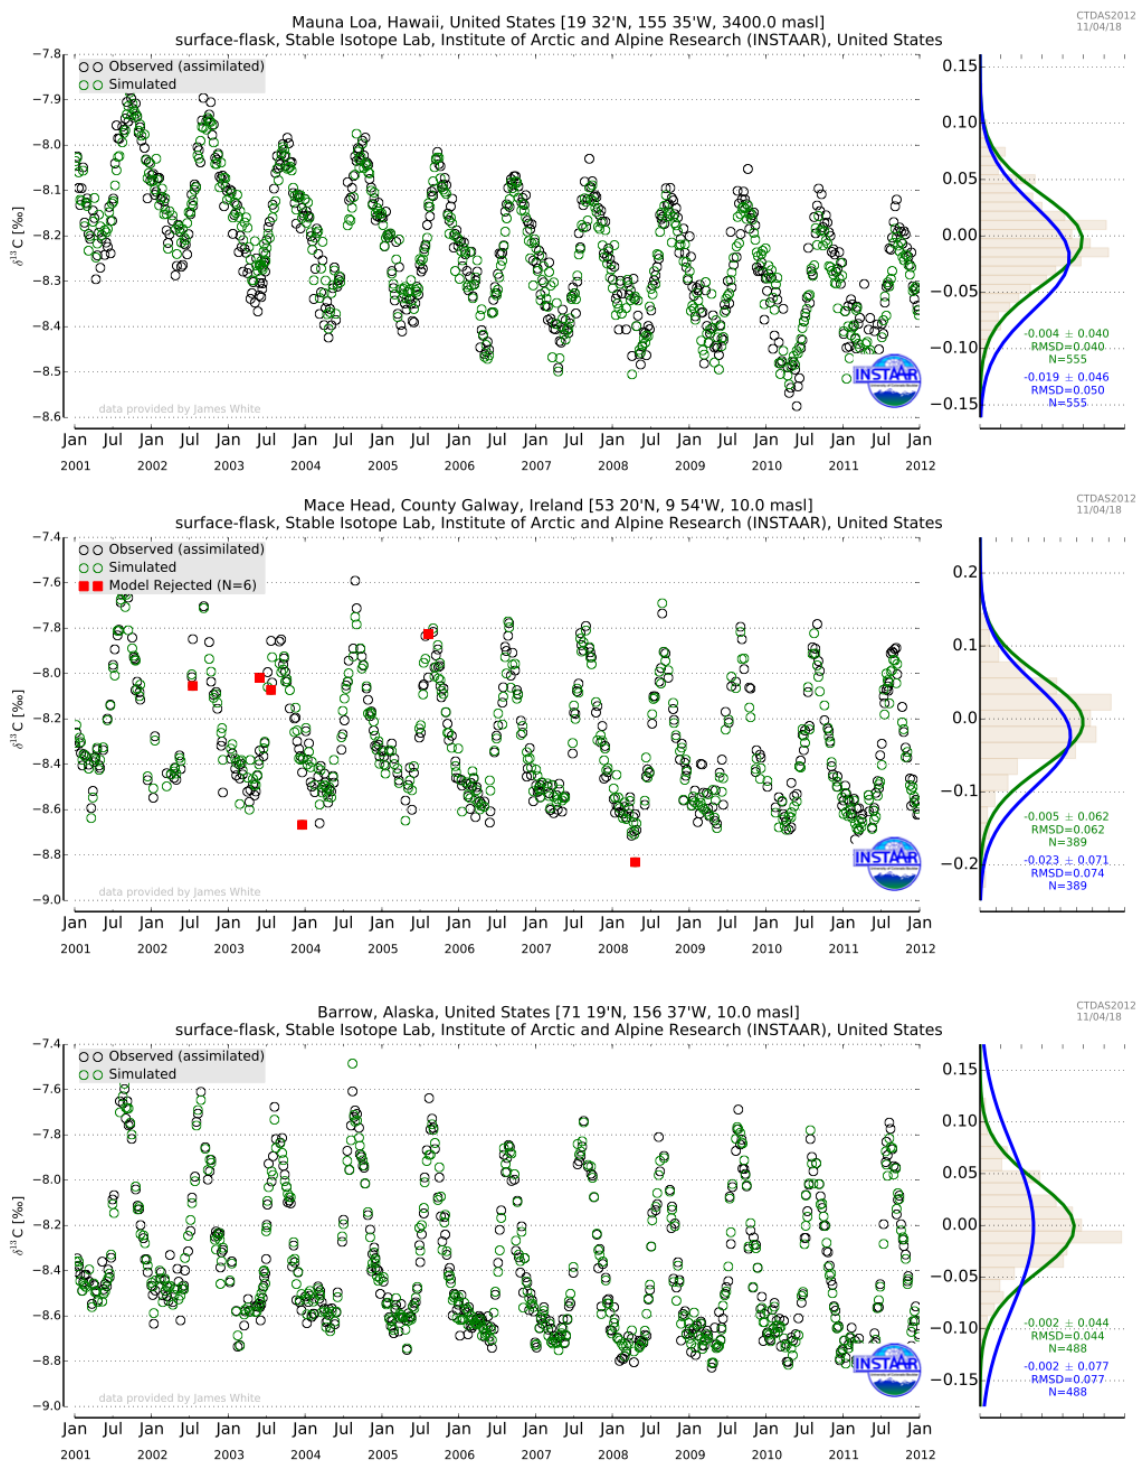 Mauna Loa, Hawaii, United States [19 32'N, 155 35'W, 3400.0 masl]
surface-flask, Stable Isotope Lab, Institute of Arctic and Alpine Research (INSTAAR), United States
CTDAS2012
11/04/18
Observed (assimilated)
Simulated
−7.8
−7.9
−8.0
−8.1
−8.2
−8.3
−8.4
−8.5
−8.6
δ¹³C [‰]
data provided by James White
INSTAAR
Jan Jul Jan Jul Jan Jul Jan Jul Jan Jul Jan Jul Jan Jul Jan Jul Jan Jul Jan Jul Jan Jul Jan
2001 2002 2003 2004 2005 2006 2007 2008 2009 2010 2011 2012
0.15
0.10
0.05
0.00
−0.05
−0.10
−0.15
-0.004 ± 0.040
RMSD=0.040
N=555
-0.019 ± 0.046
RMSD=0.050
N=555
Mace Head, County Galway, Ireland [53 20'N, 9 54'W, 10.0 masl]
surface-flask, Stable Isotope Lab, Institute of Arctic and Alpine Research (INSTAAR), United States
CTDAS2012
11/04/18
Observed (assimilated)
Simulated
Model Rejected (N=6)
−7.4
−7.6
−7.8
−8.0
−8.2
−8.4
−8.6
−8.8
−9.0
δ¹³C [‰]
data provided by James White
INSTAAR
Jan Jul Jan Jul Jan Jul Jan Jul Jan Jul Jan Jul Jan Jul Jan Jul Jan Jul Jan Jul Jan Jul Jan
2001 2002 2003 2004 2005 2006 2007 2008 2009 2010 2011 2012
0.2
0.1
0.0
−0.1
−0.2
-0.005 ± 0.062
RMSD=0.062
N=389
-0.023 ± 0.071
RMSD=0.074
N=389
Barrow, Alaska, United States [71 19'N, 156 37'W, 10.0 masl]
surface-flask, Stable Isotope Lab, Institute of Arctic and Alpine Research (INSTAAR), United States
CTDAS2012
11/04/18
Observed (assimilated)
Simulated
−7.4
−7.6
−7.8
−8.0
−8.2
−8.4
−8.6
−8.8
−9.0
δ¹³C [‰]
data provided by James White
INSTAAR
Jan Jul Jan Jul Jan Jul Jan Jul Jan Jul Jan Jul Jan Jul Jan Jul Jan Jul Jan Jul Jan Jul Jan
2001 2002 2003 2004 2005 2006 2007 2008 2009 2010 2011 2012
0.15
0.10
0.05
0.00
−0.05
−0.10
−0.15
-0.002 ± 0.044
RMSD=0.044
N=488
-0.002 ± 0.077
RMSD=0.077
N=488